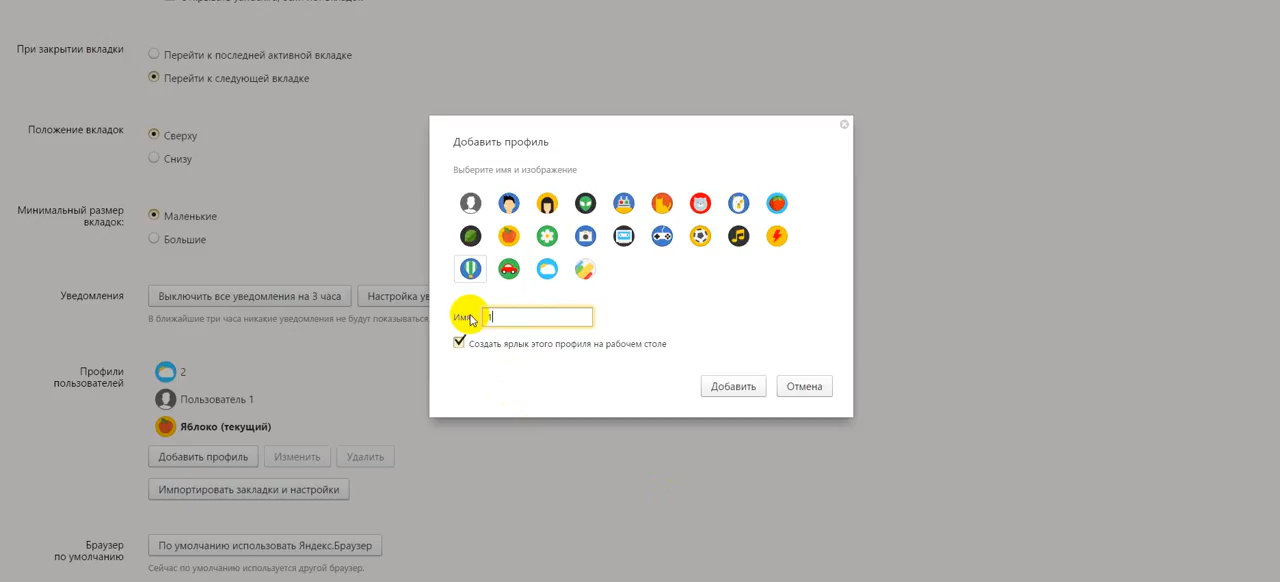 При закрытии вкладки
Перейти к последней активной вкладке
Перейти к следующей вкладке
Положение вкладок
Сверху
Снизу
Минимальный размер
вкладок:
Маленькие
Большие
Уведомления
Выключить все уведомления на 3 часа
Настройка ув
В ближайшие три часа никакие уведомления не будут показываться
Профили
пользователей
2
Пользователь 1
Яблоко (текущий)
Добавить профиль
Изменить
Удалить
Импортировать закладки и настройки
Браузер
по умолчанию
По умолчанию использовать Яндекс.Браузер
Сейчас по умолчанию используется другой браузер.
Добавить профиль
Выберите имя и изображение
Имя
1
Создать ярлык этого профиля на рабочем столе
Добавить
Отмена